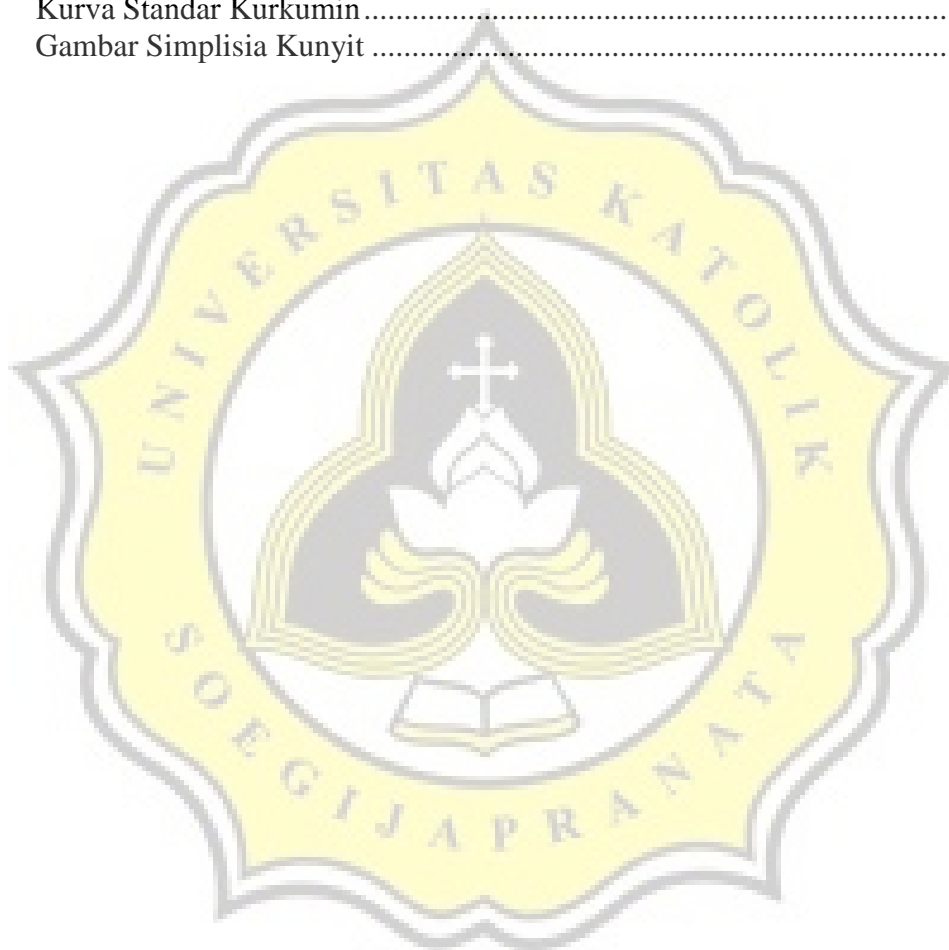 Kurva Standar Kurkumin..........................................................................
Gambar Simplisia Kunyit .........................................................................
UNIVERSITAS KATOLIK
SOEGIJAPRANATA